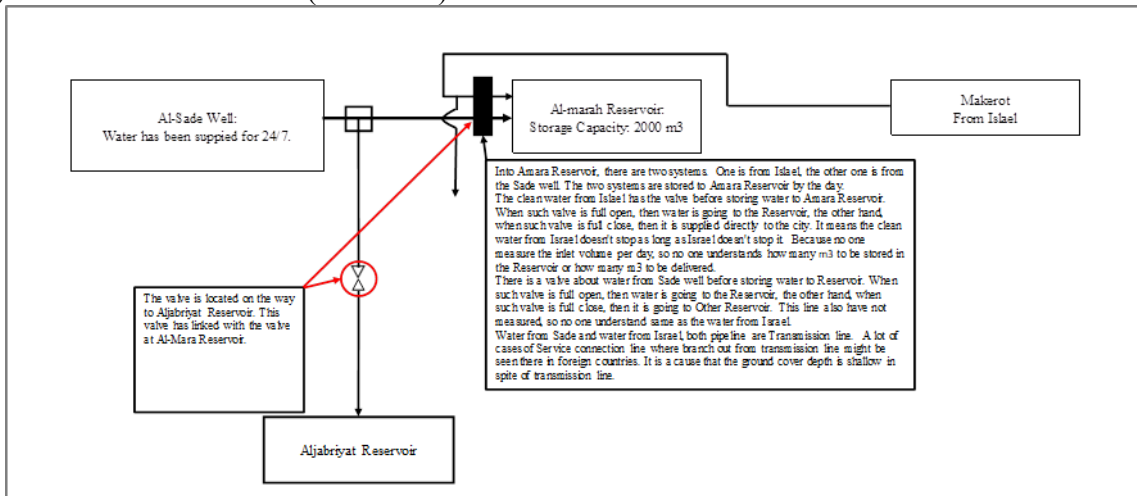 Al-Sade Well:
Water has been suppied for 24/7.
Al-marah Reservoir:
Storage Capacity: 2000 m3
Makerot
From Islael
Into Amara Reservoir, there are two systems. One is from Islael, the other one is from
the Sade well. The two systems are stored to Amara Reservoir by the day.
The clean water from Islael has the valve before storing water to Amara Reservoir.
When such valve is full open, then water is going to the Reservoir, the other hand,
when such valve is full close, then it is supplied directly to the city. It means the clean
water from Israel doesn't stop as long as Israel doesn't stop it. Because no one
measure the inlet volume per day, so no one understands how many m3 to be stored in
the Reservoir or how many m3 to be delivered.
There is a valve about water from Sade well before storing water to Reservoir. When
such valve is full open, then water is going to the Reservoir, the other hand, when
such valve is full close, then it is going to Other Reservoir. This line also have not
measured, so no one understand same as the water from Israel.
Water from Sade and water from Israel, both pipeline are Transmission line. A lot of
cases of Service connection line where branch out from transmission line might be
seen there in foreign countries. It is a cause that the ground cover depth is shallow in
spite of transmission line.
The valve is located on the way
to Aljabriyat Reservoir. This
valve has linked with the valve
at Al-Mara Reservoir.
Aljabriyat Reservoir